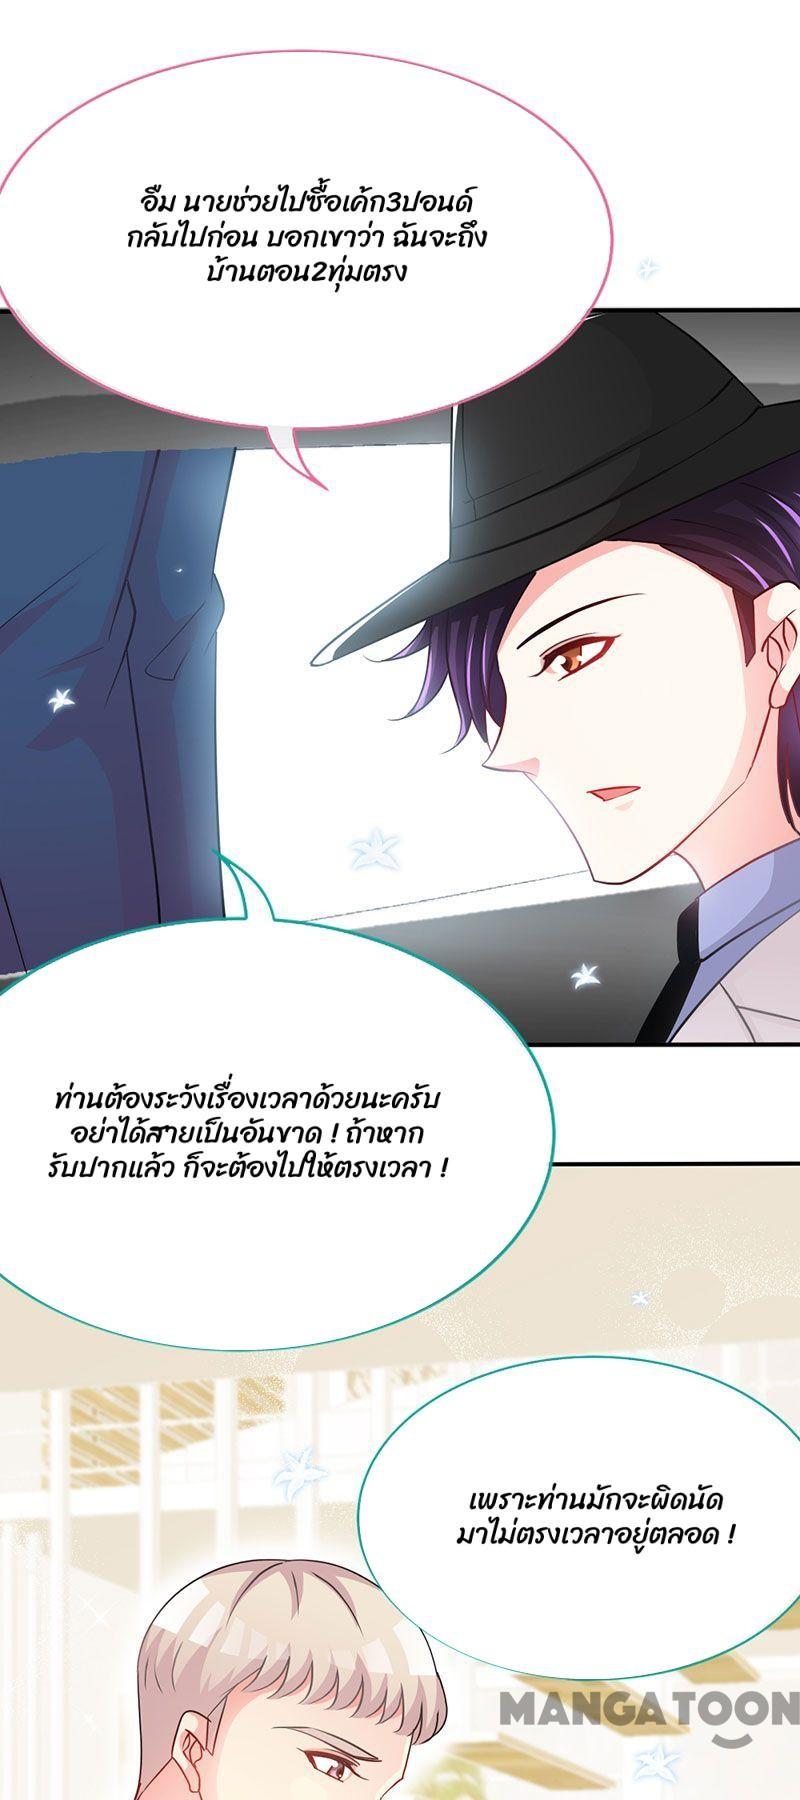 อืม นายช่วยไปซื้อเค้ก3ปอนด์
กลับไปก่อน บอกเขาว่า ฉันจะถึง
บ้านตอน2ทุ่มตรง
ท่านต้องระวังเรื่องเวลาด้วยนะครับ
อย่าได้สายเป็นอันขาด ! ถ้าหาก
รับปากแล้ว ก็จะต้องไปให้ตรงเวลา !
เพราะท่านมักจะผิดนัด
มาไม่ตรงเวลาอยู่ตลอด !
MANGATOON